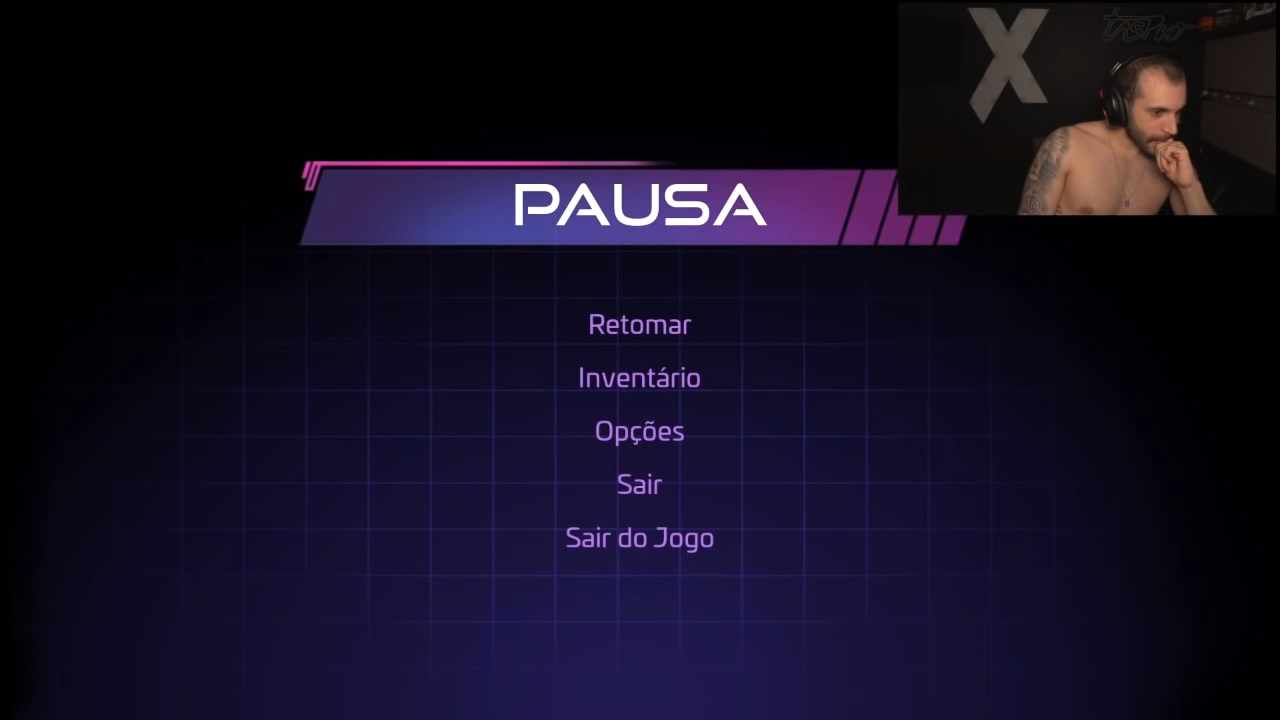 PAUSA
X
Retomar
Inventário
Opções
Sair
Sair do Jogo